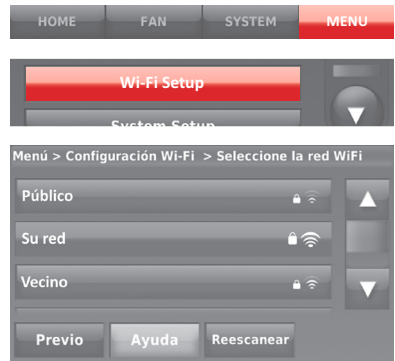 HOME FAN SYSTEM MENU
Wi-Fi Setup
System Setup
Menú > Configuración Wi-Fi > Seleccione la red WiFi
Público
Su red
Vecino
Previo Ayuda Reescanear